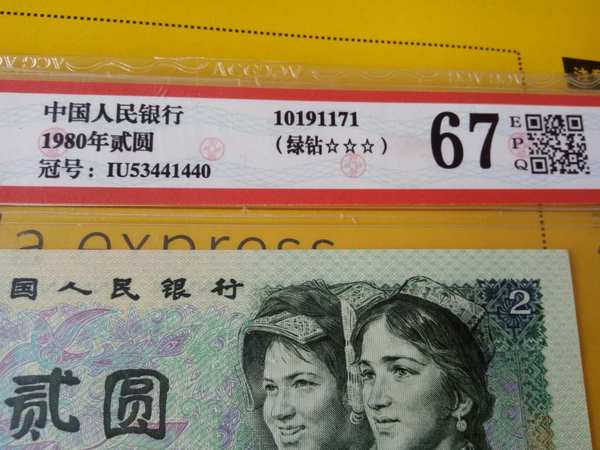 中国人民银行
1980年贰圆
冠号：IU53441440
10191171
（绿钻☆☆☆）
67
E
P
Q
a express
国人民银行
2
贰圆